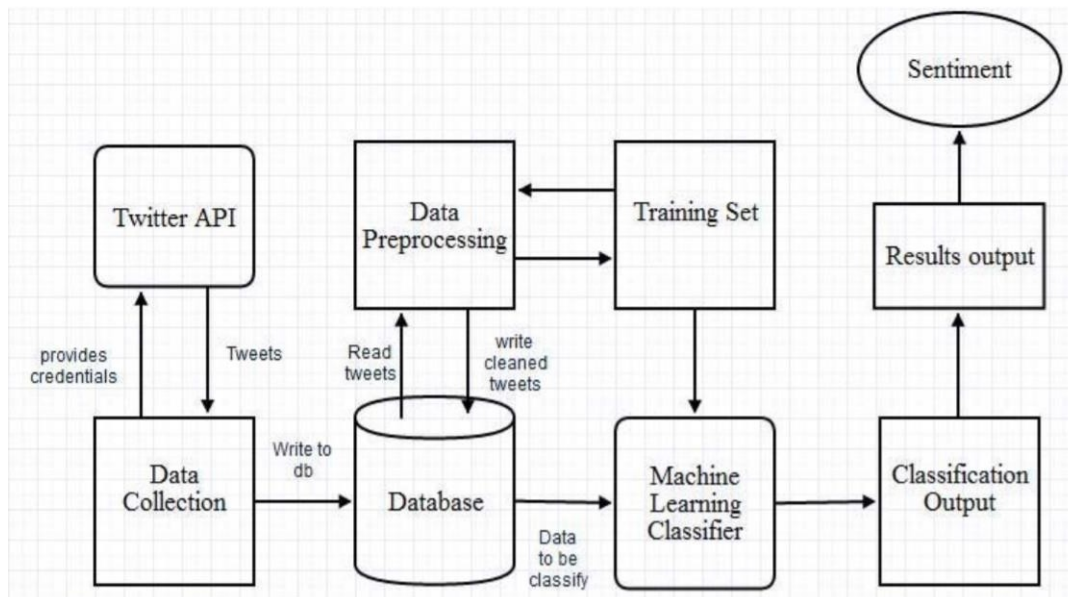 Sentiment
Twitter API
Data
Preprocessing
Training Set
Results output
provides
credentials
Tweets
Read
tweets
write
cleaned
tweets
Data
Collection
Write to
db
Database
Data
to be
classify
Machine
Learning
Classifier
Classification
Output